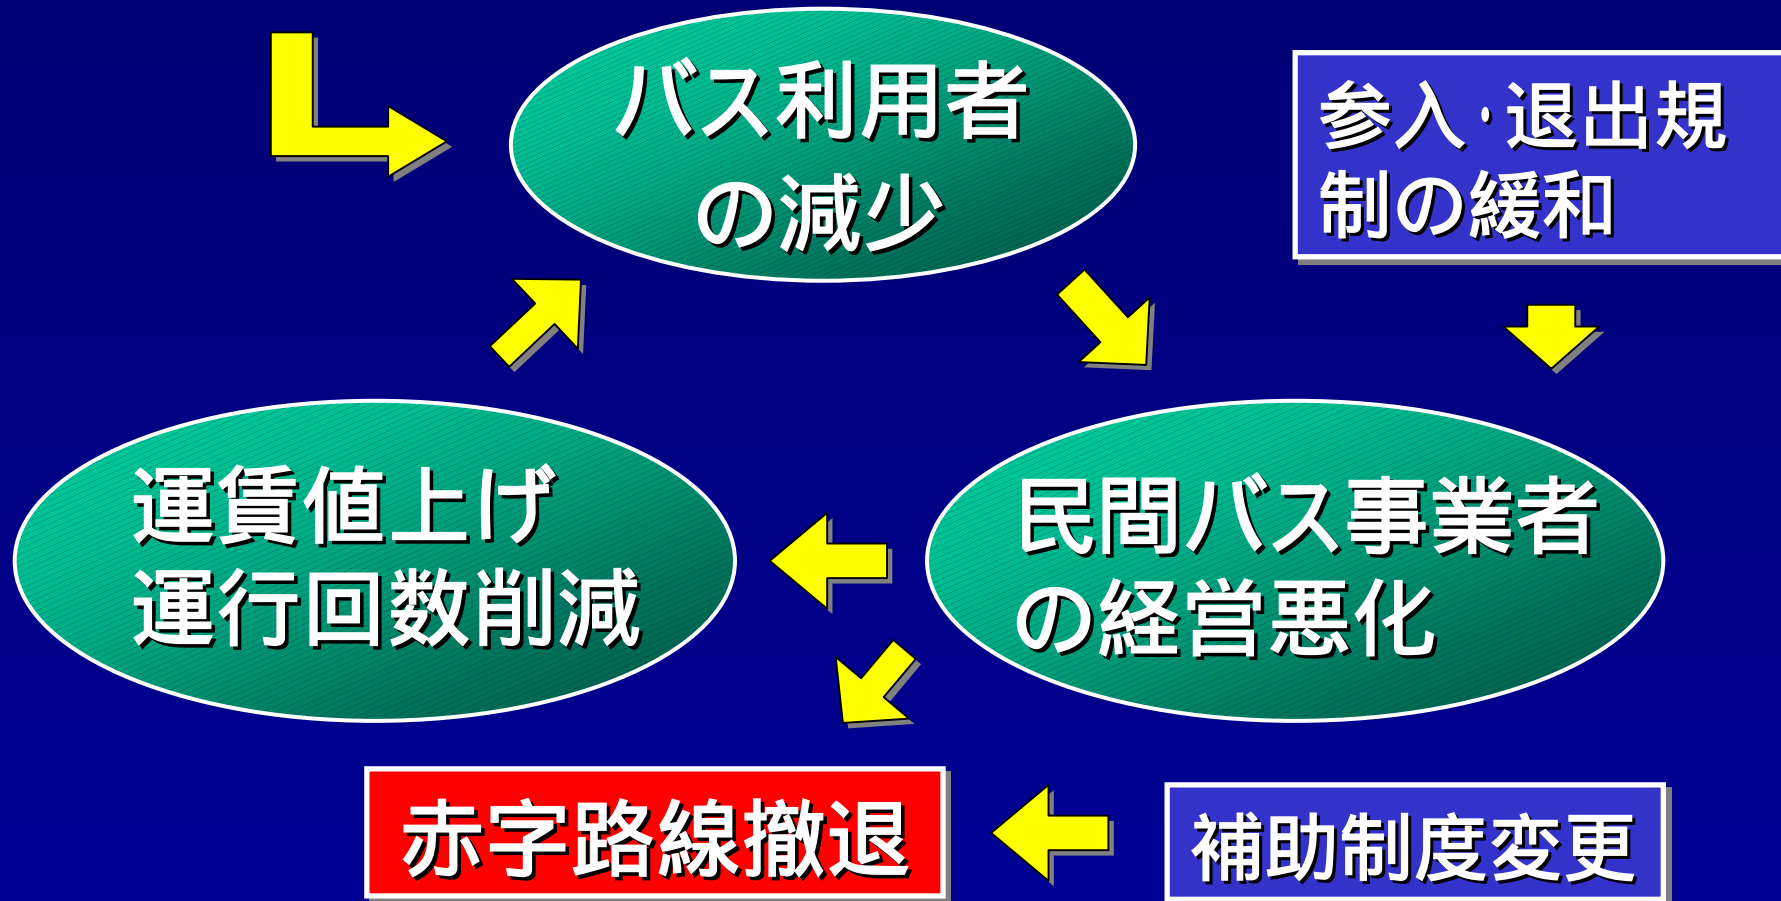 バス利用者
の減少
参入・退出規
制の緩和
運賃値上げ
運行回数削減
民間バス事業者
の経営悪化
赤字路線撤退
補助制度変更